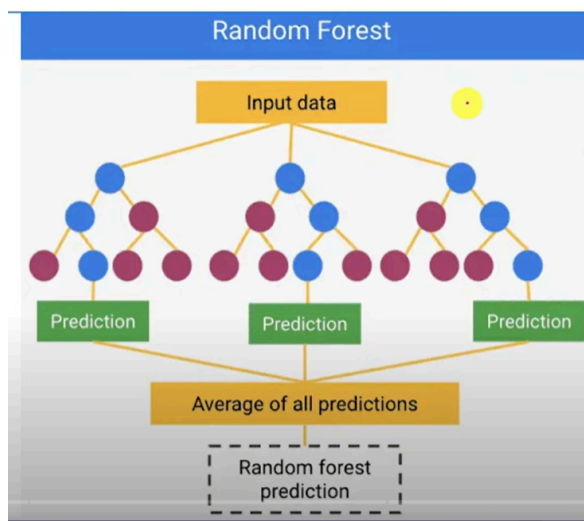 Random Forest
Input data
Prediction
Prediction
Prediction
Average of all predictions
Random forest
prediction